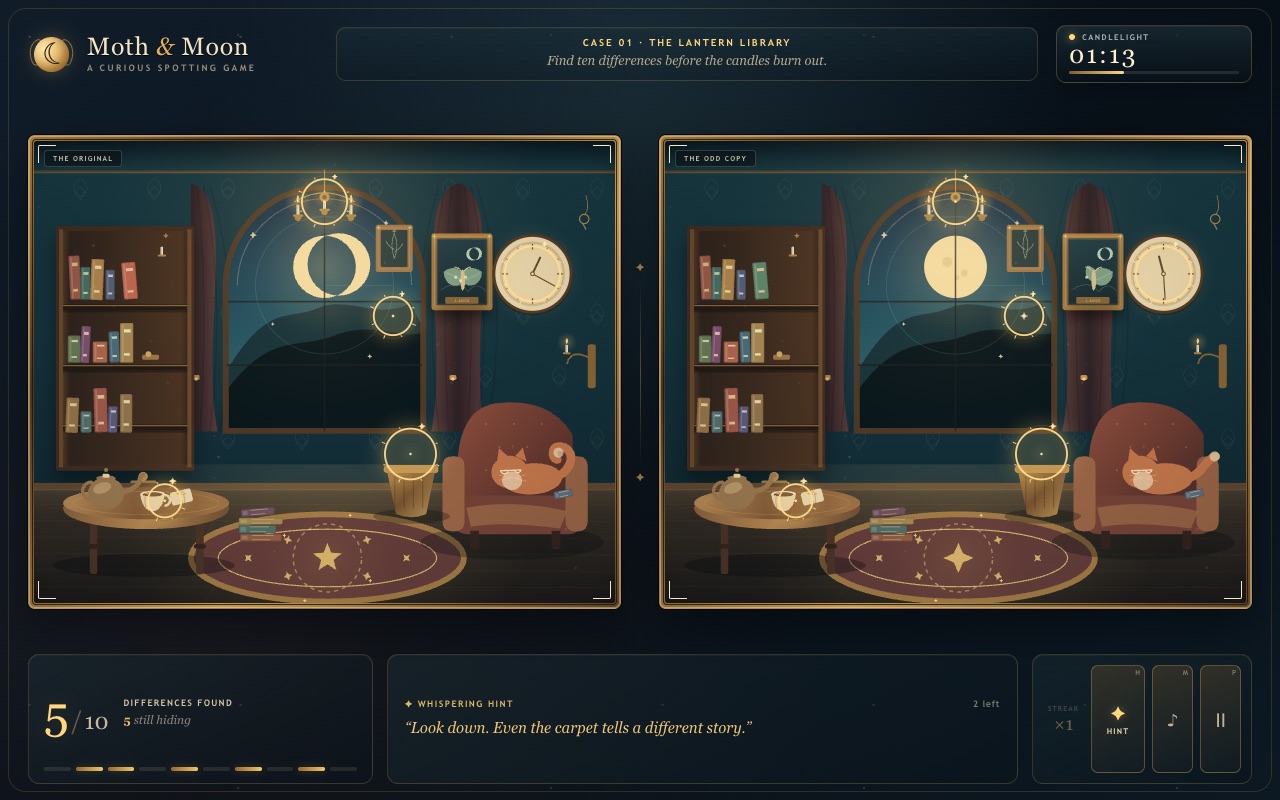 Moth & Moon
A CURIOUS SPOTTING GAME
CASE 01 · THE LANTERN LIBRARY
Find ten differences before the candles burn out.
CANDLELIGHT
01:13
THE ORIGINAL
THE ODD COPY
5/10
DIFFERENCES FOUND
5 still hiding
✦ WHISPERING HINT
2 left
“Look down. Even the carpet tells a different story.”
STREAK
×1
H
✦
HINT
M
♪
P